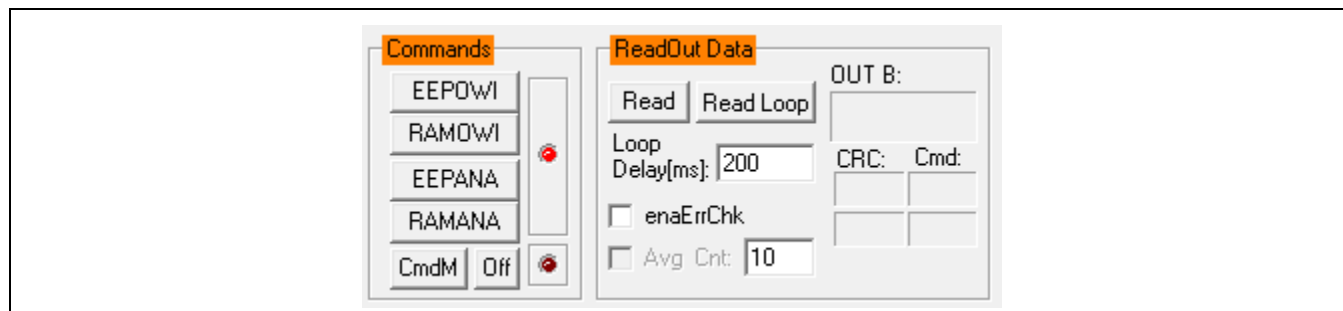 Commands
EEPOWI
RAMOWI
EEPANA
RAMANA
CmdM Off
ReadOut Data
Read Read Loop
Loop
Delay[ms]: 200
enaErrChk
Avg Cnt: 10
OUT B:
CRC: Cmd: